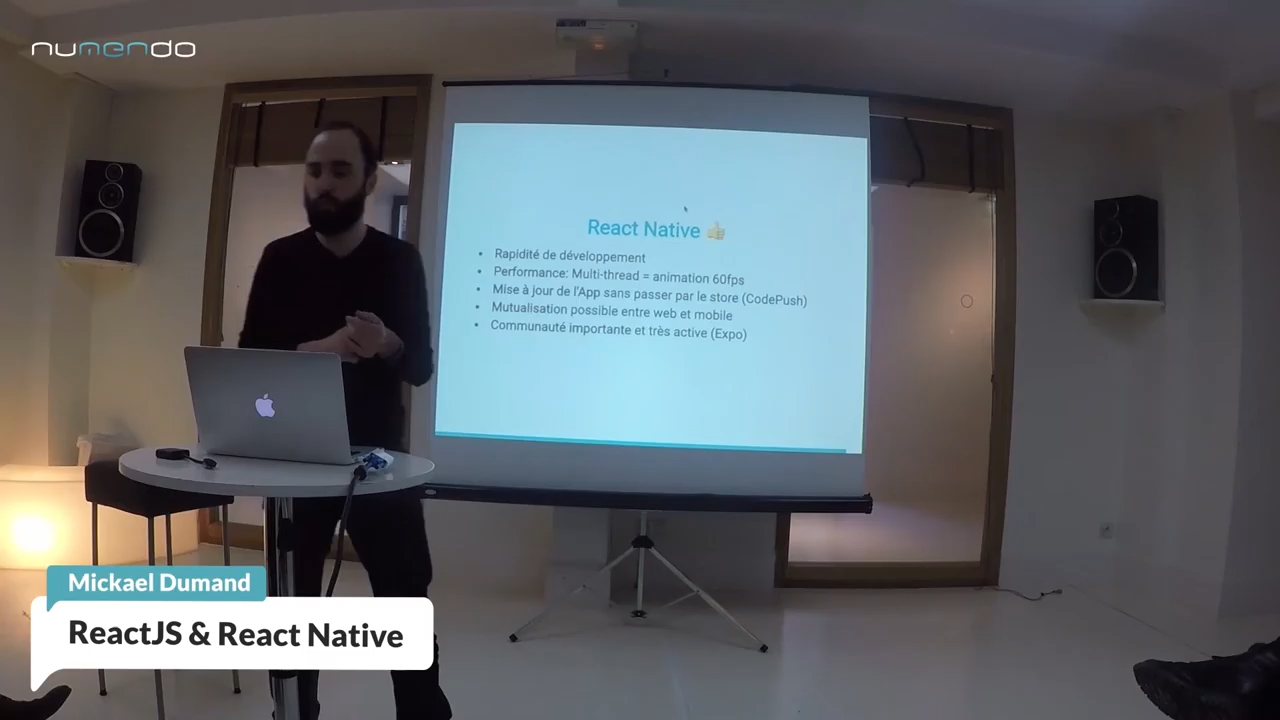 numendo
React Native 👍
Rapidité de développement
Performance: Multi-thread = animation 60fps
Mise à jour de l'App sans passer par le store (CodePush)
Mutualisation possible entre web et mobile
Communauté importante et très active (Expo)
Mickael Dumand
ReactJS & React Native